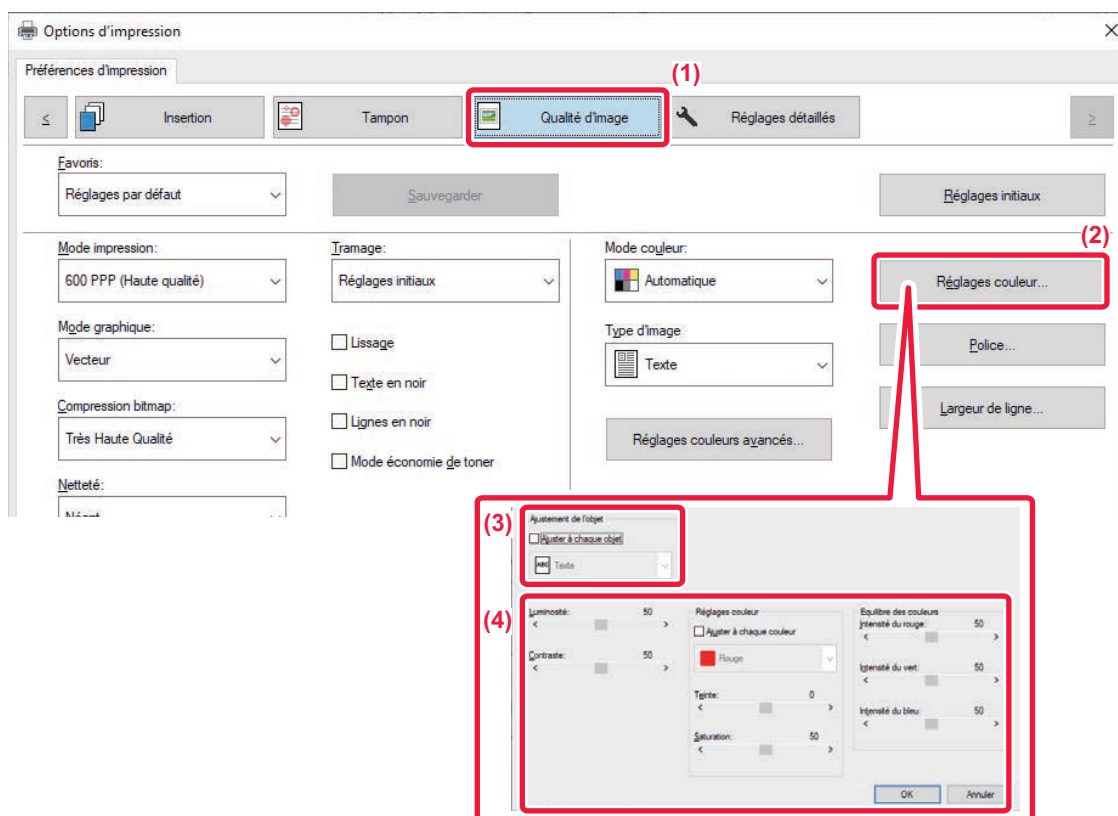 Options d'impression
Préférences d'impression
(1)
< Insertion Tampon Qualité d'image Réglages détaillés >
Favoris:
Réglages par défaut Sauvegarder Réglages initiaux
(2)
Mode impression: Tramage: Mode couleur:
600 PPP (Haute qualité) Réglages initiaux Automatique Réglages couleur...
Mode graphique: Type d'image
Vecteur Lissage Texte Police...
Texte en noir
Compression bitmap: Lignes en noir Largeur de ligne...
Très Haute Qualité Réglages couleurs avancés...
Mode économie de toner
Netteté:
Néant
(3) Ajustement de l'objet
Ajuster à chaque objet
ABC Texte
(4) Luminosité: 50 Réglages couleur Equilibre des couleurs
Ajuster à chaque couleur Intensité du rouge: 50
Contraste: 50 Rouge
Intensité du vert: 50
Teinte: 0
Intensité du bleu: 50
Saturation: 50
OK Annuler